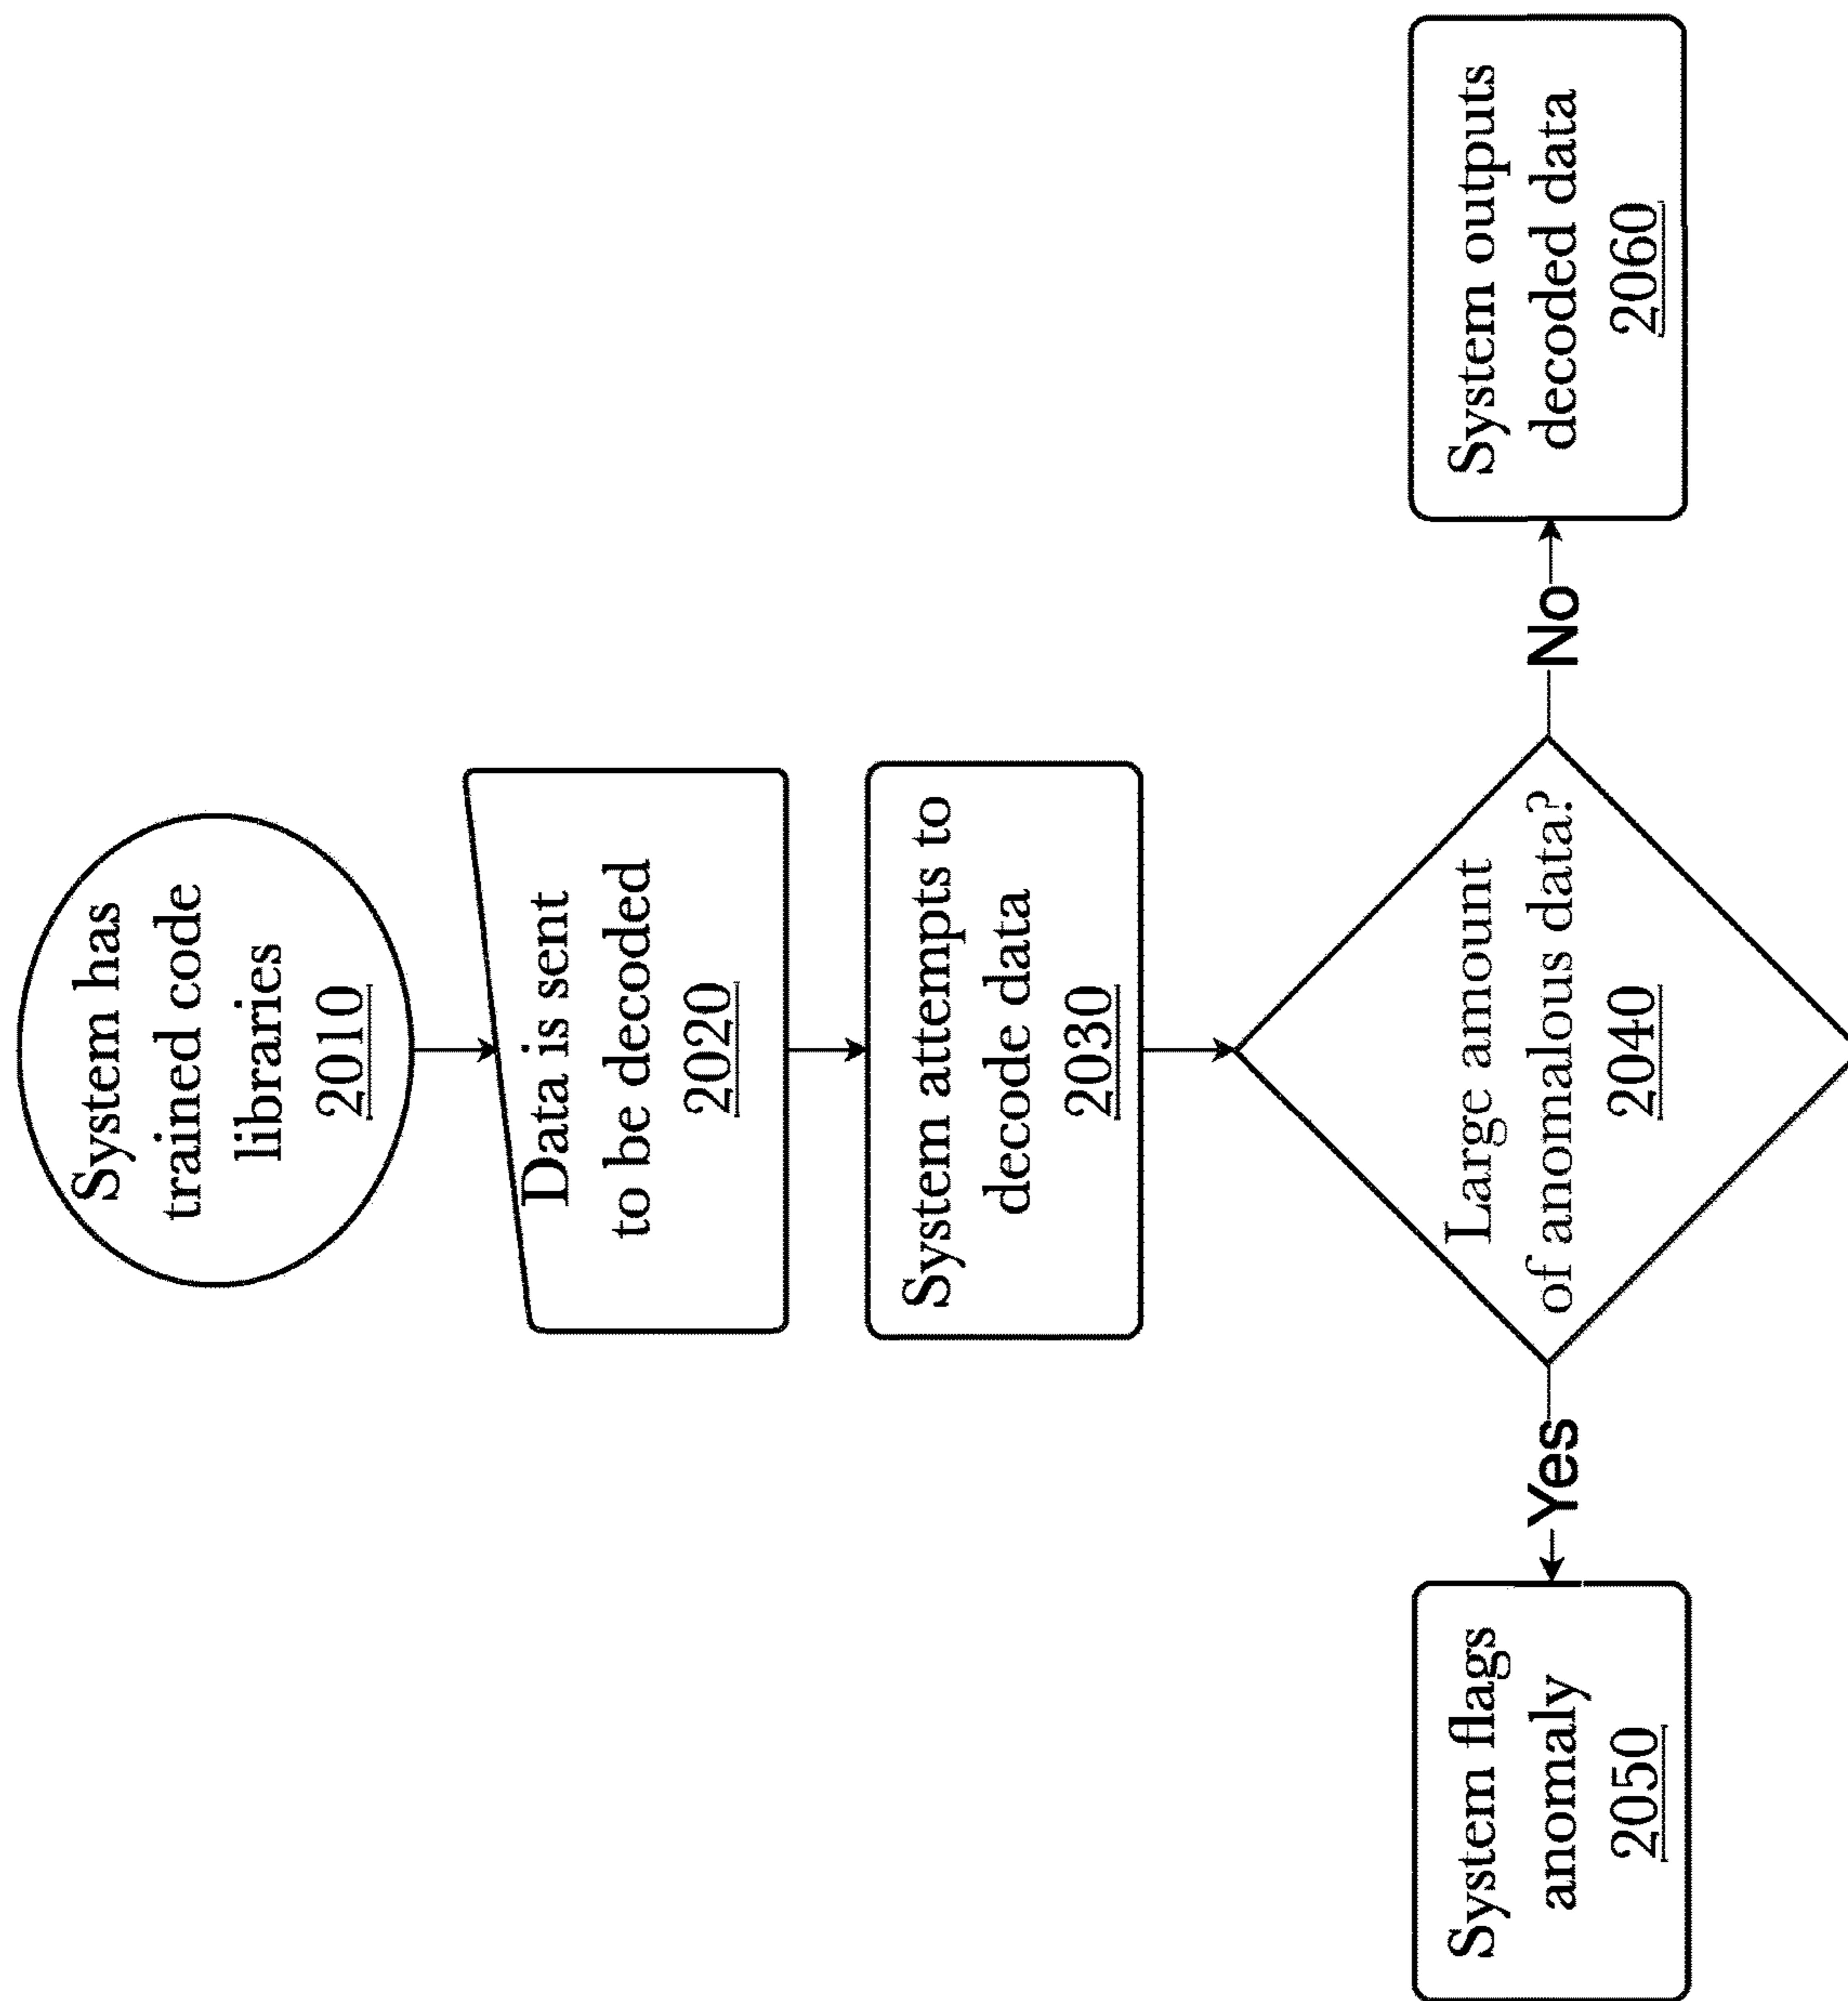 System has
trained code
libraries
2010
Data is sent
to be decoded
2020
System attempts to
decode data
2030
Large amount
of anomalous data?
2040
Yes
No
System flags
anomaly
2050
System outputs
decoded data
2060